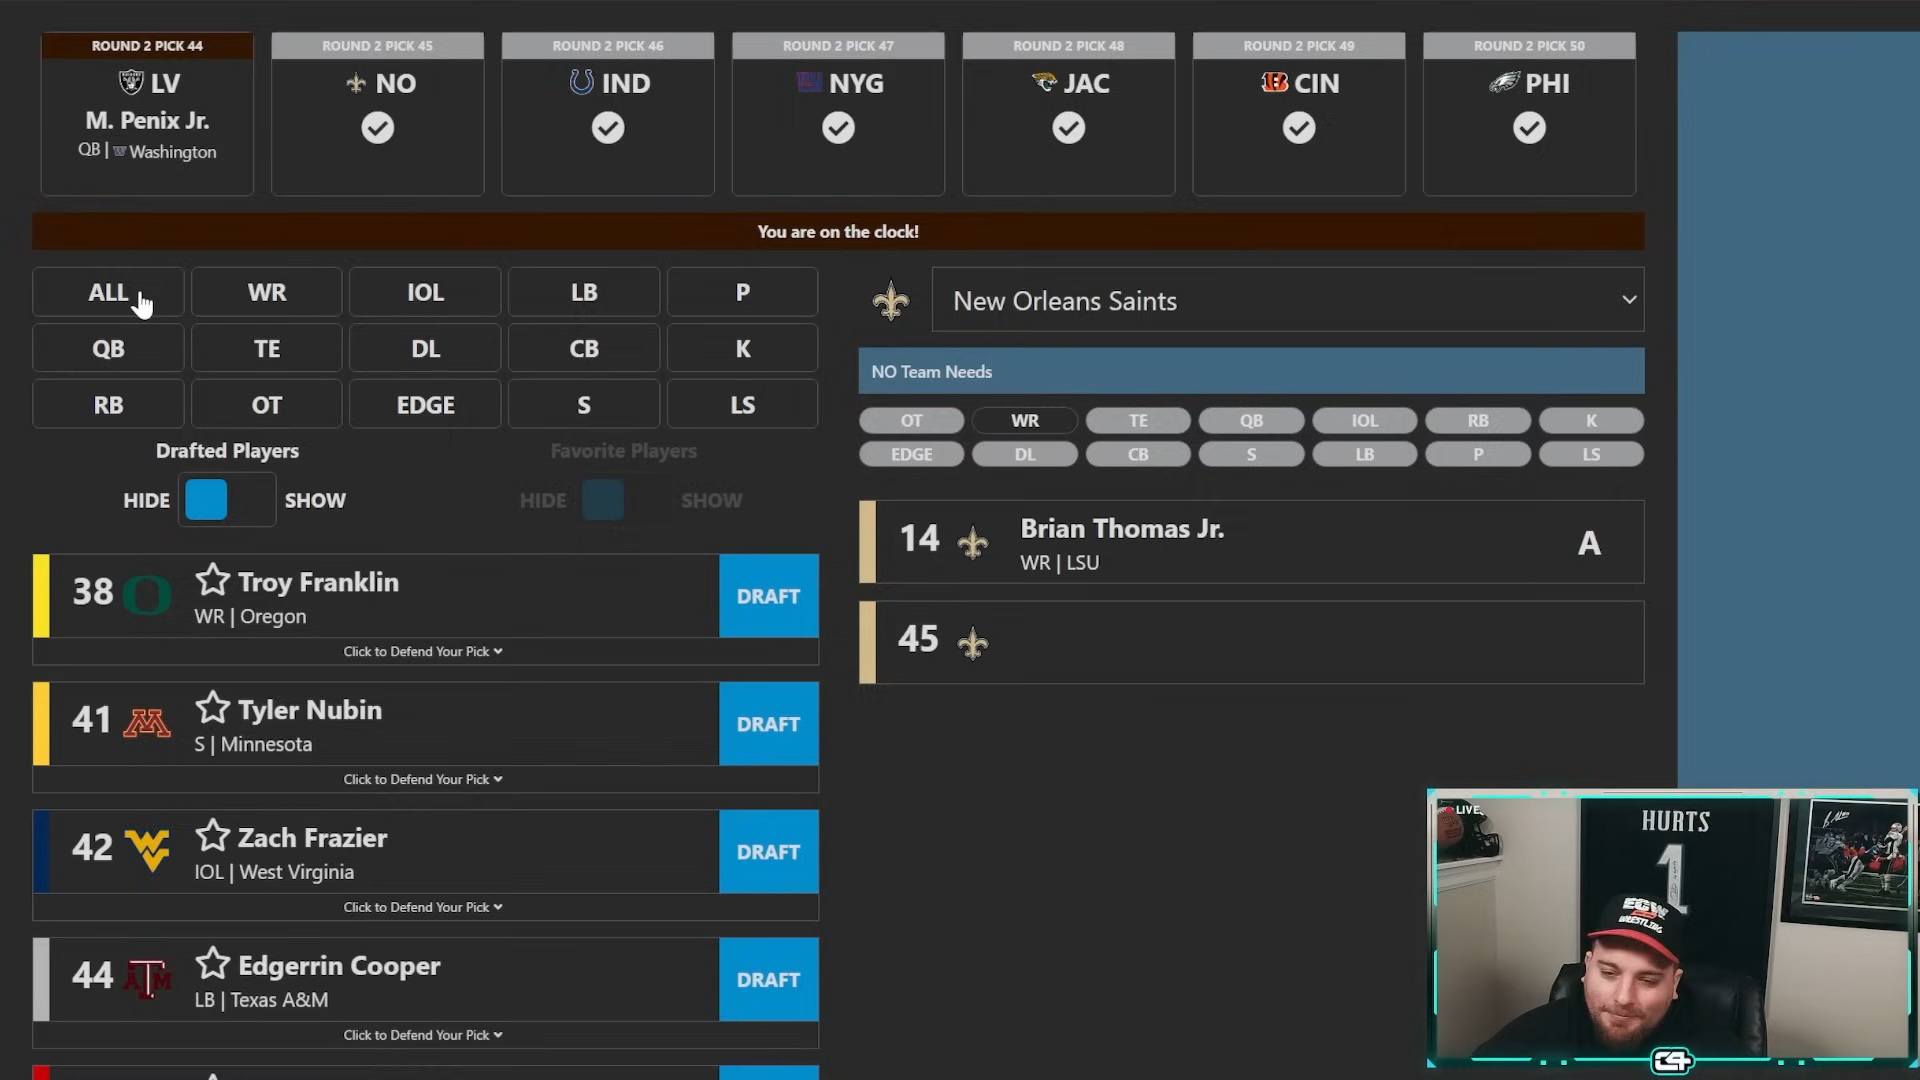 ROUND 2 PICK 44
LV
M. Penix Jr.
QB | W Washington
ROUND 2 PICK 45
NO
ROUND 2 PICK 46
IND
ROUND 2 PICK 47
NYG
ROUND 2 PICK 48
JAC
ROUND 2 PICK 49
CIN
ROUND 2 PICK 50
PHI
You are on the clock!
ALL WR IOL LB P
QB TE DL CB K
RB OT EDGE S LS
Drafted Players
HIDE SHOW
Favorite Players
HIDE SHOW
38 O Troy Franklin
WR | Oregon
DRAFT
Click to Defend Your Pick
41 M Tyler Nubin
S | Minnesota
DRAFT
Click to Defend Your Pick
42 WV Zach Frazier
IOL | West Virginia
DRAFT
Click to Defend Your Pick
44 ATM Edgerrin Cooper
LB | Texas A&M
DRAFT
Click to Defend Your Pick
New Orleans Saints
NO Team Needs
OT WR TE QB IOL RB K
EDGE DL CB S LB P LS
14 Brian Thomas Jr.
WR | LSU
A
45
LIVE
HURTS
1
ECW
WRESTLING
C4